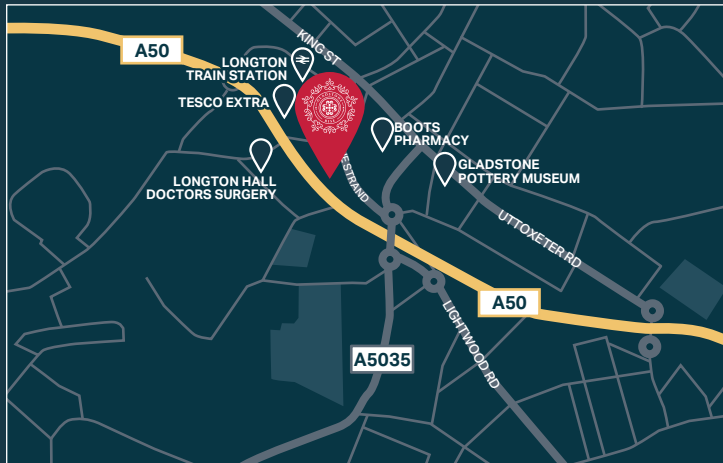 KING ST
A50
LONGTON
TRAIN STATION
TESCO EXTRA
BOOTS
PHARMACY
LONGTON HALL
DOCTORS SURGERY
GLADSTONE
POTTERY MUSEUM
STRAND
UTTOXETER RD
A50
LIGHTWOOD RD
A5035